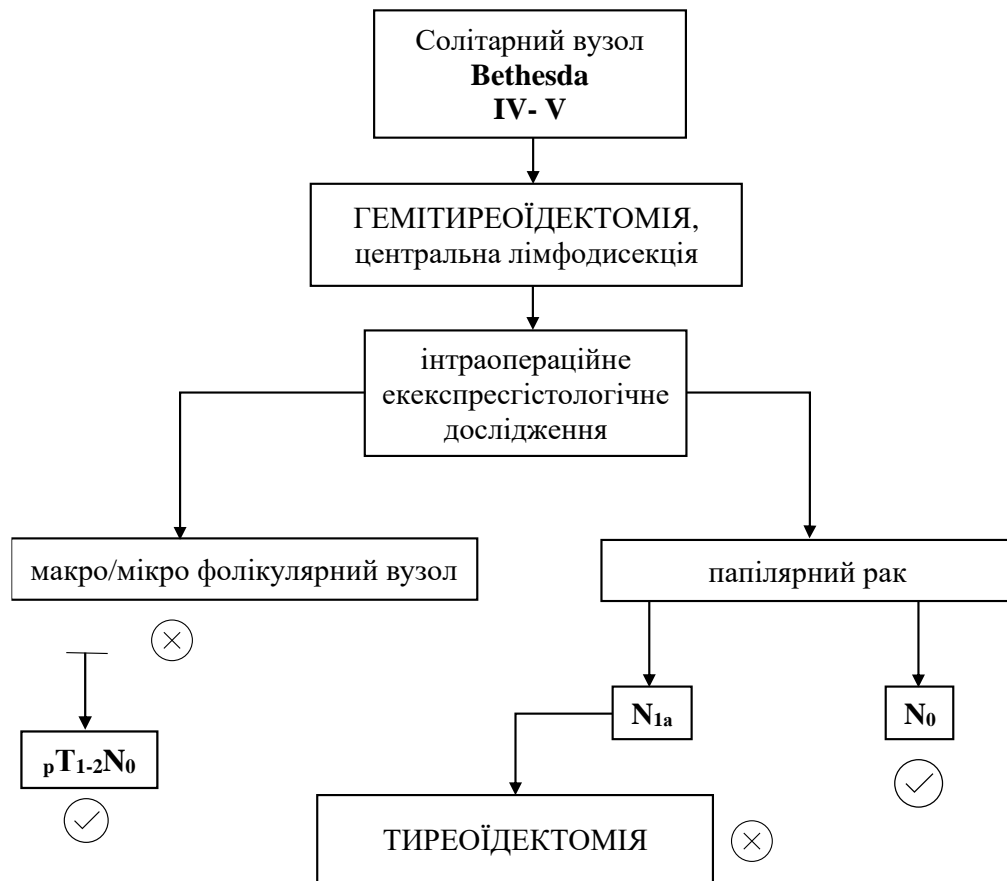 Солітарний вузол
Bethesda
IV- V
ГЕМІТИРЕОЇДЕКТОМІЯ,
центральна лімфодисекція
інтраопераційне
екекспресгістологічне
дослідження
макро/мікро фолікулярний вузол
папілярний рак
N1a
N0
pT1-2N0
ТИРЕОЇДЕКТОМІЯ